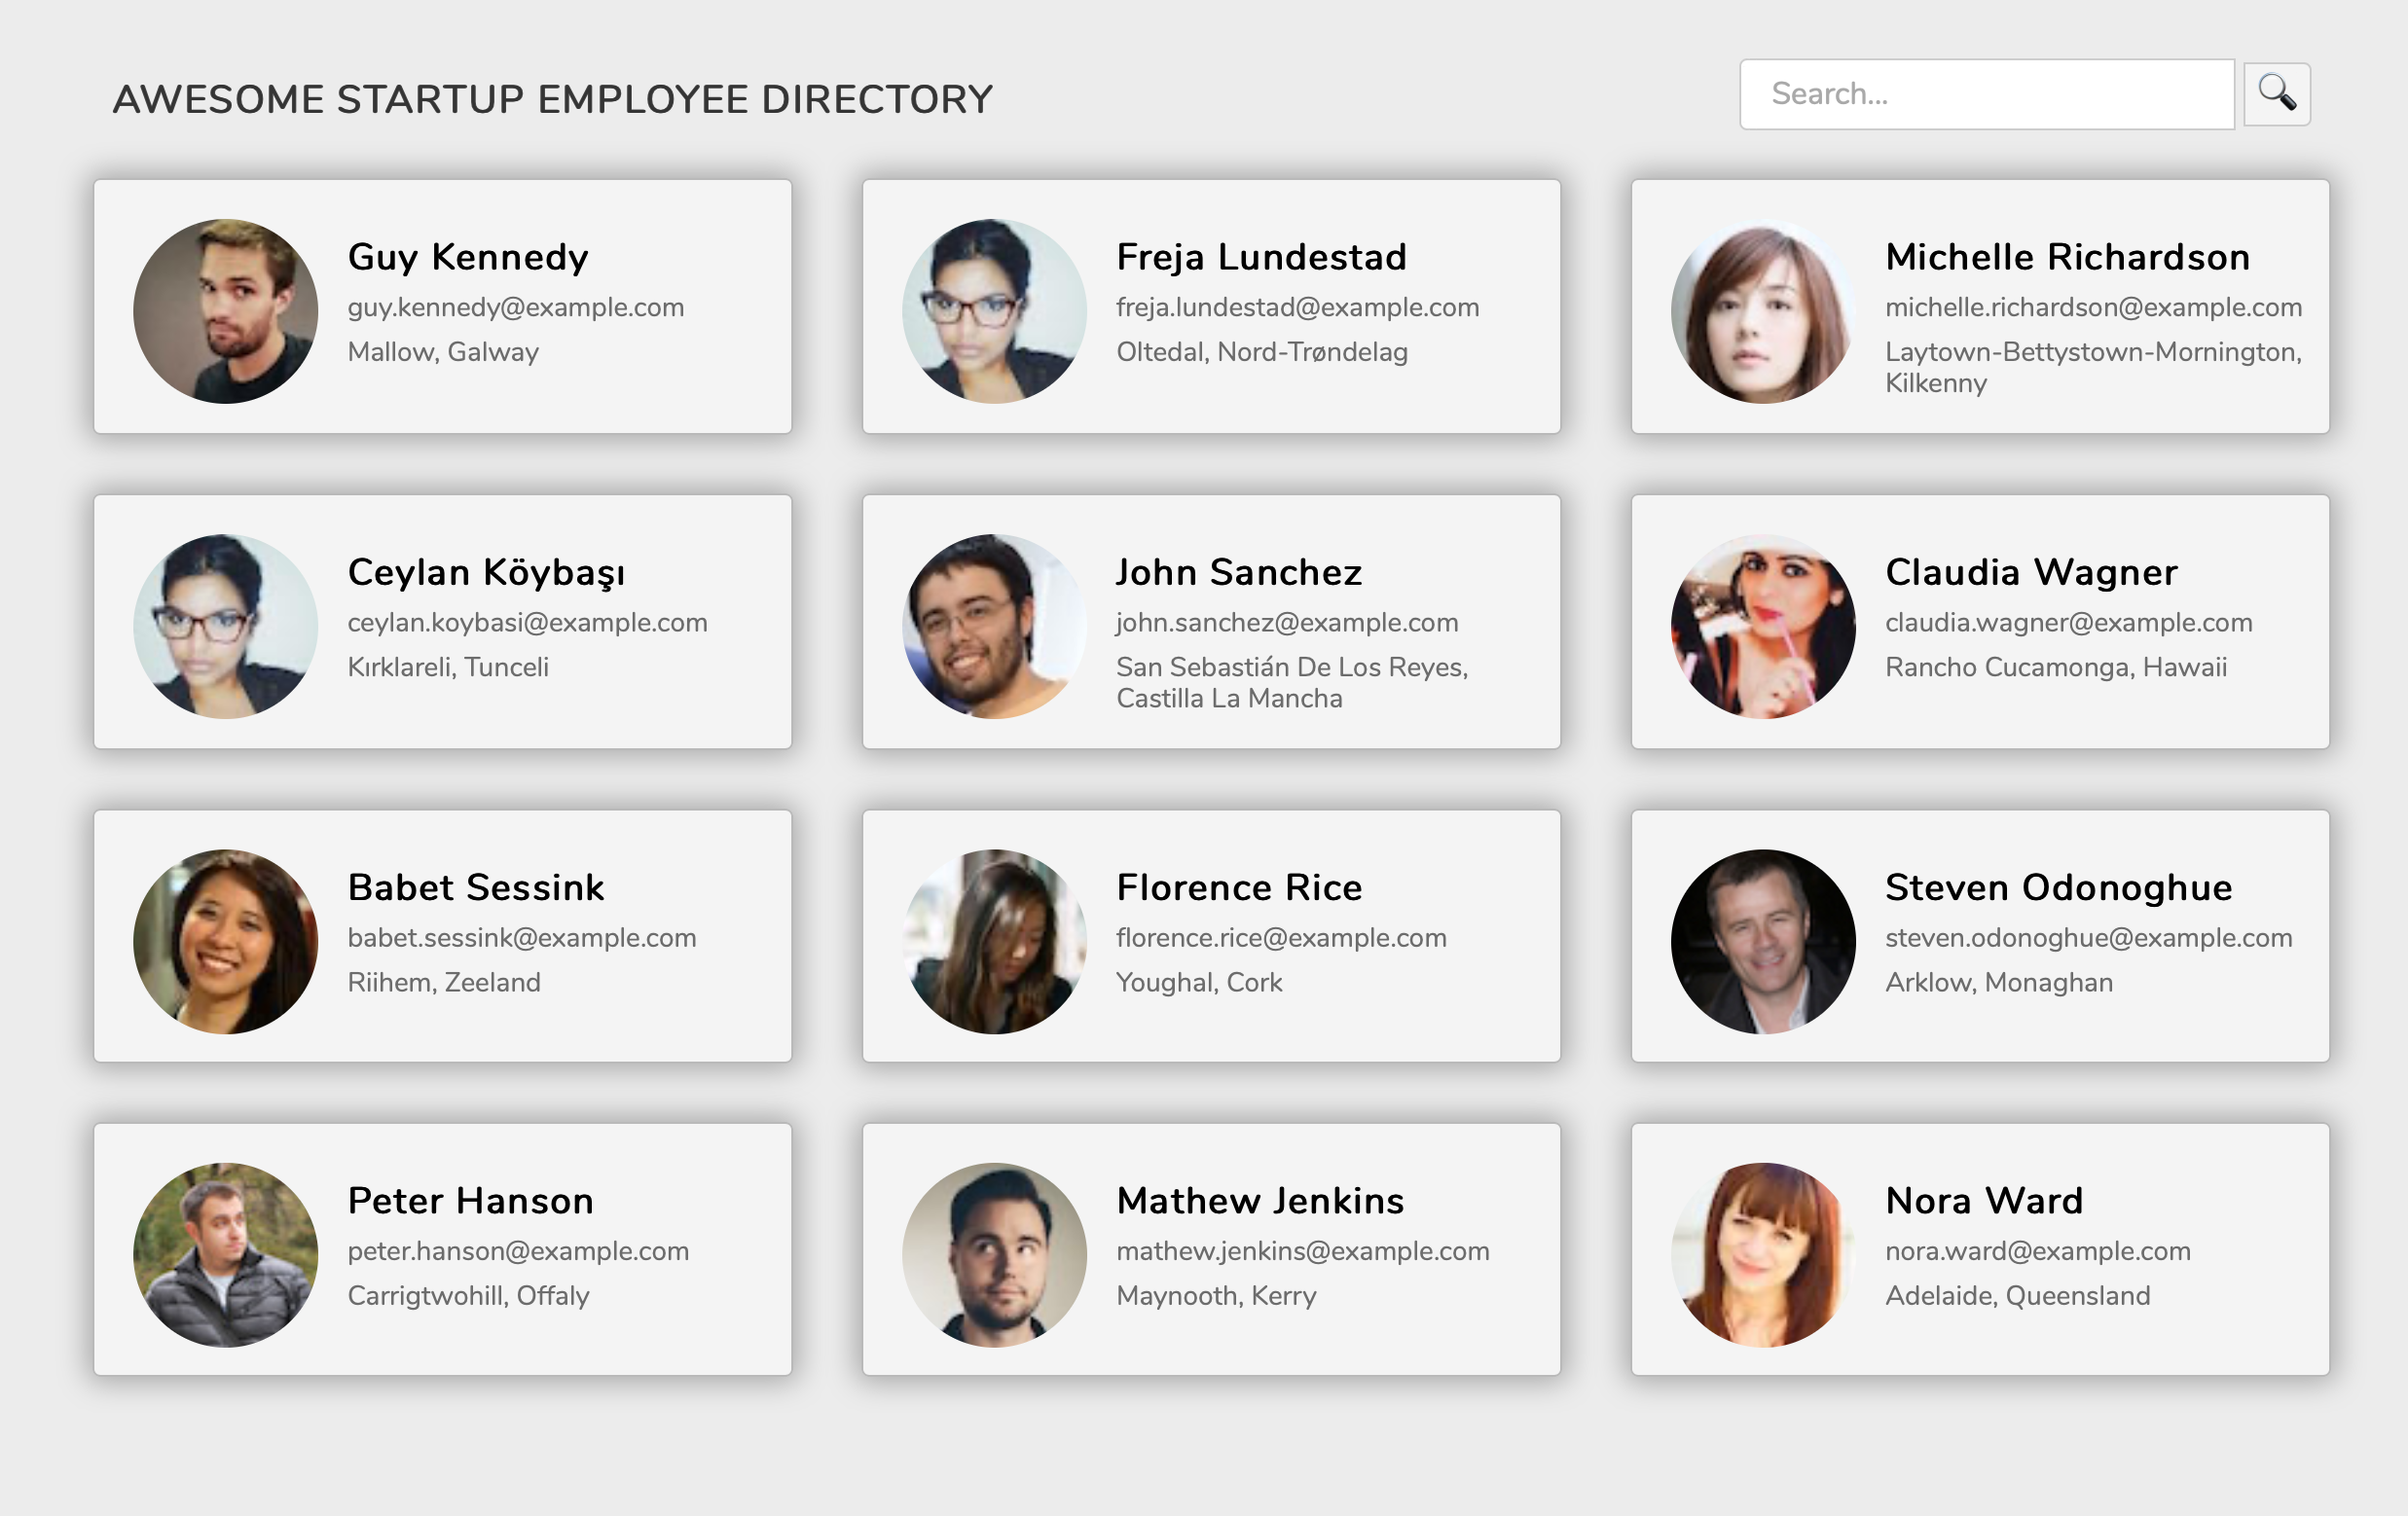 AWESOME STARTUP EMPLOYEE DIRECTORY
Search...
Guy Kennedy
guy.kennedy@example.com
Mallow, Galway
Freja Lundestad
freja.lundestad@example.com
Oltedal, Nord-Trøndelag
Michelle Richardson
michelle.richardson@example.com
Laytown-Bettystown-Mornington,
Kilkenny
Ceylan Köybaşı
ceylan.koybasi@example.com
Kırklareli, Tunceli
John Sanchez
john.sanchez@example.com
San Sebastián De Los Reyes,
Castilla La Mancha
Claudia Wagner
claudia.wagner@example.com
Rancho Cucamonga, Hawaii
Babet Sessink
babet.sessink@example.com
Riihem, Zeeland
Florence Rice
florence.rice@example.com
Youghal, Cork
Steven Odonoghue
steven.odonoghue@example.com
Arklow, Monaghan
Peter Hanson
peter.hanson@example.com
Carrigtwohill, Offaly
Mathew Jenkins
mathew.jenkins@example.com
Maynooth, Kerry
Nora Ward
nora.ward@example.com
Adelaide, Queensland